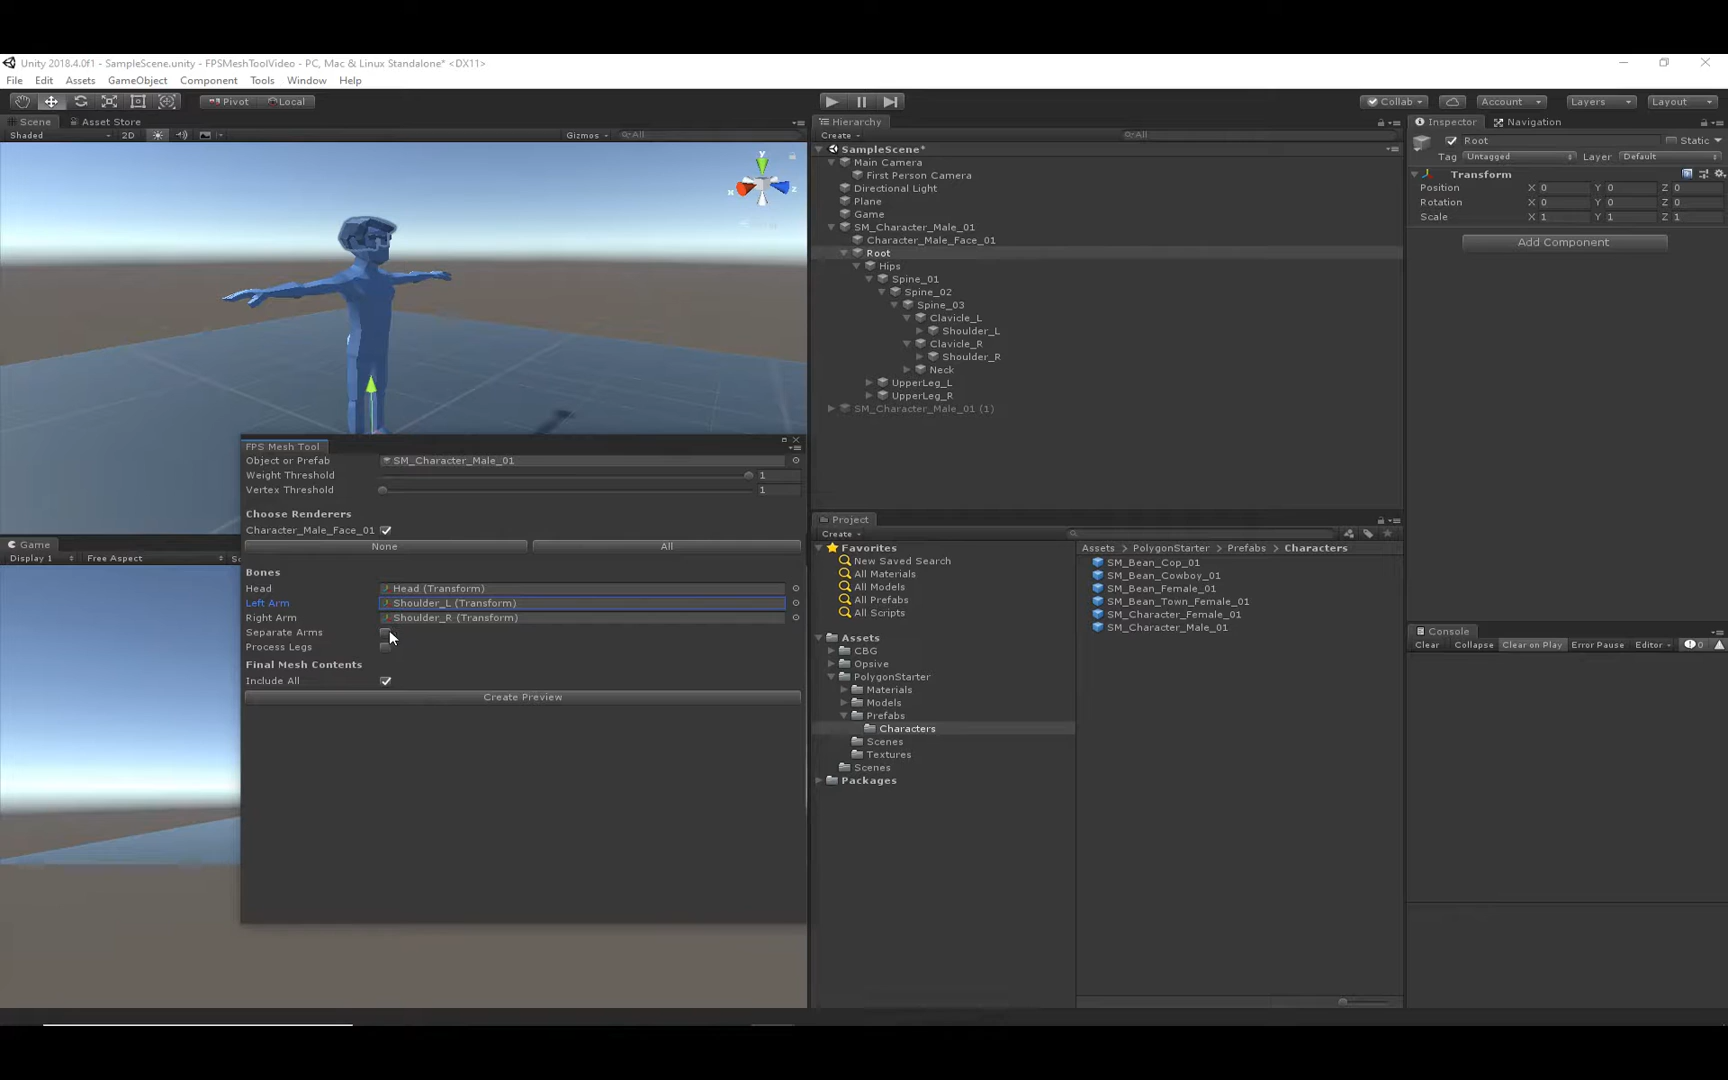 Unity 2018.4.0f1 - SampleScene.unity - FPSMeshToolVideo - PC, Mac & Linux Standalone* <DX11>
File Edit Assets GameObject Component Tools Window Help
Pivot Local
Collab Account Layers Layout
Scene Asset Store
Shaded 2D Gizmos All
y
x
z
Hierarchy
Create All
SampleScene*
Main Camera
First Person Camera
Directional Light
Plane
Game
SM_Character_Male_01
Character_Male_Face_01
Root
Hips
Spine_01
Spine_02
Spine_03
Clavicle_L
Shoulder_L
Clavicle_R
Shoulder_R
Neck
UpperLeg_L
UpperLeg_R
SM_Character_Male_01 (1)
Inspector Navigation
Root Static
Tag Untagged Layer Default
Transform
Position X 0 Y 0 Z 0
Rotation X 0 Y 0 Z 0
Scale X 1 Y 1 Z 1
Add Component
FPS Mesh Tool
Object or Prefab SM_Character_Male_01
Weight Threshold 1
Vertex Threshold 1
Choose Renderers
Character_Male_Face_01
None All
Bones
Head Head (Transform)
Left Arm Shoulder_L (Transform)
Right Arm Shoulder_R (Transform)
Separate Arms
Process Legs
Final Mesh Contents
Include All
Create Preview
Game
Display 1 Free Aspect
Project
Create
Favorites
New Saved Search
All Materials
All Models
All Prefabs
All Scripts
Assets
CBG
Opsive
PolygonStarter
Materials
Models
Prefabs
Characters
Scenes
Textures
Scenes
Packages
Assets PolygonStarter Prefabs Characters
SM_Bean_Cop_01
SM_Bean_Cowboy_01
SM_Bean_Female_01
SM_Bean_Town_Female_01
SM_Character_Female_01
SM_Character_Male_01
Console
Clear Collapse Clear on Play Error Pause Editor 0